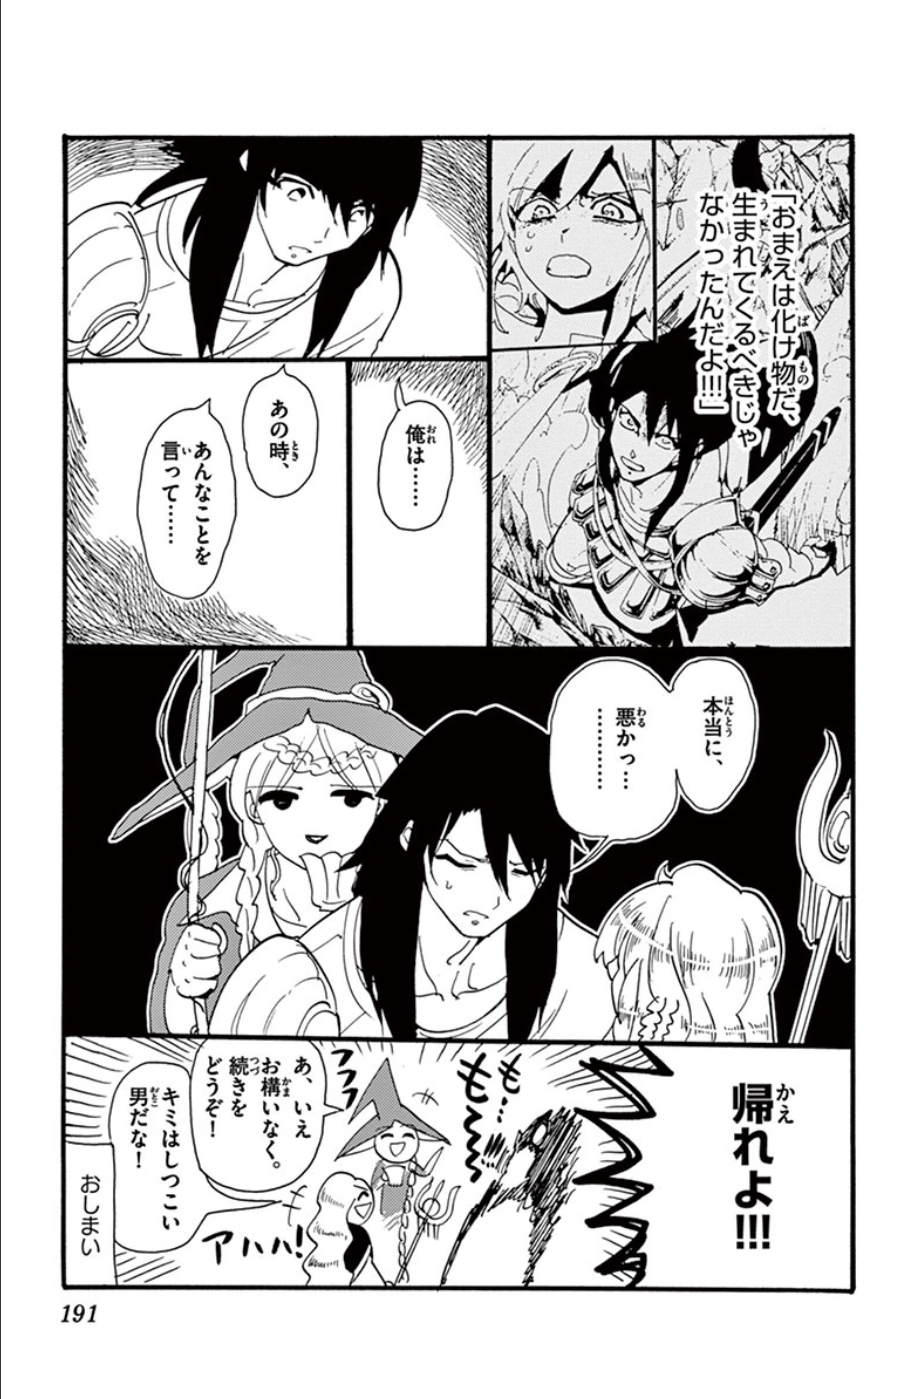 「おまえは化け物だ、
生まれてくるべきじゃ
なかったんだよ!!!」
俺は……
あの時、
あんなことを
言って……
本当に、
悪かっ…
…………
帰れよ!!!
も…
もも
フフフ
あ、いえ
お構いなく。
続きを
どうぞ!
アハハ!
キミはしつこい
男だな!
おしまい
191